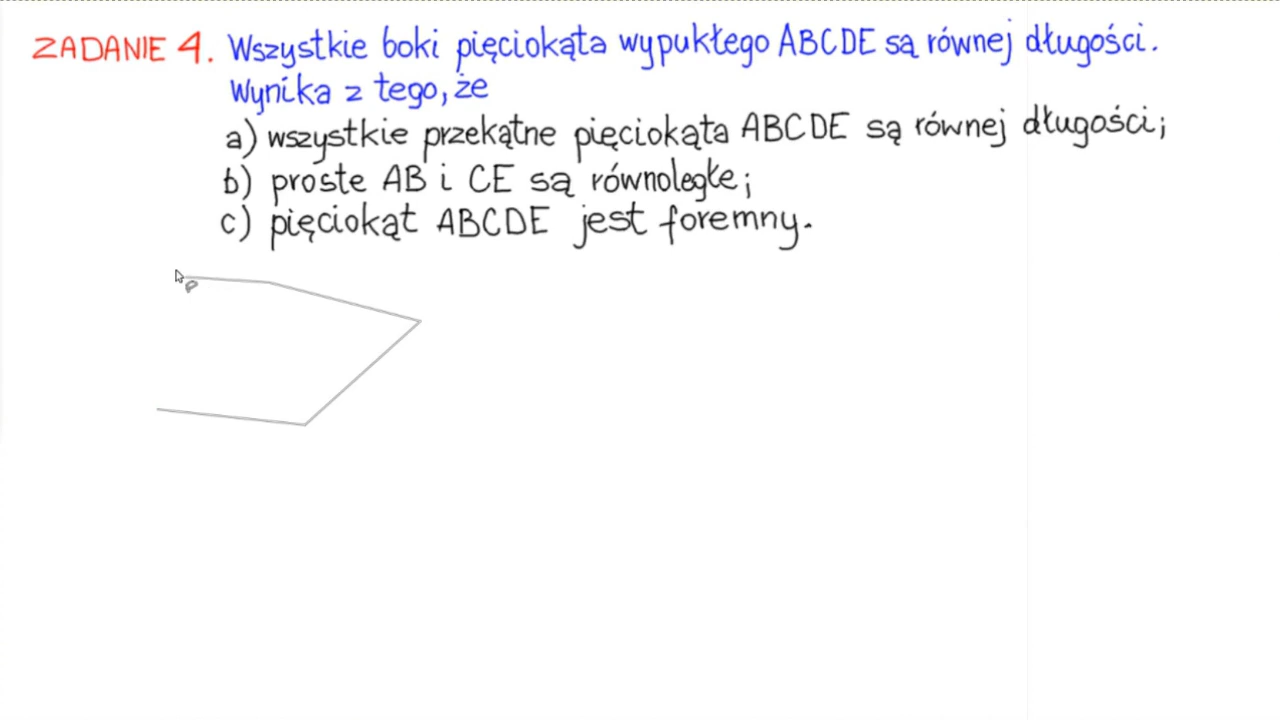 ZADANIE 4. Wszystkie boki pięciokąta wypukłego ABCDE są równej długości.
Wynika z tego, że
a) wszystkie przekątne pięciokąta ABCDE są równej długości;
b) proste AB i CE są równoległe;
c) pięciokąt ABCDE jest foremny.